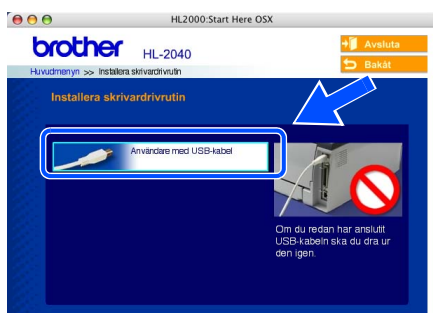 HL2000:Start Here OSX
brother
HL-2040
Avsluta
Bakåt
Huvudmenyn >> Installera skrivardrivrutin
Installera skrivardrivrutin
Användare med USB-kabel
Om du redan har anslutit
USB-kabeln ska du dra ur
den igen.